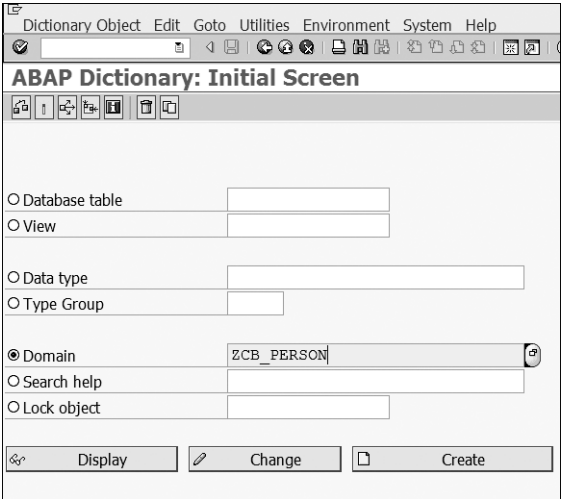 Dictionary Object Edit Goto Utilities Environment System Help
ABAP Dictionary: Initial Screen
Database table
View
Data type
Type Group
Domain ZCB_PERSON
Search help
Lock object
Display Change Create